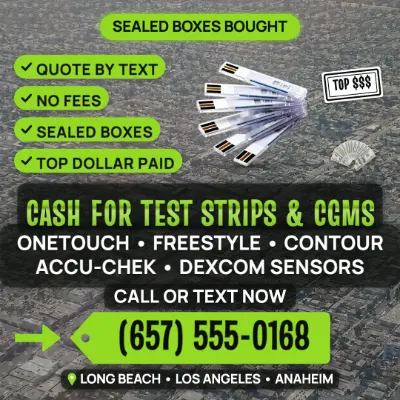 SEALED BOXES BOUGHT
QUOTE BY TEXT
NO FEES
SEALED BOXES
TOP DOLLAR PAID
TOP $$$
CASH FOR TEST STRIPS & CGMS
ONETOUCH • FREESTYLE • CONTOUR
ACCU-CHEK • DEXCOM SENSORS
CALL OR TEXT NOW
(657) 555-0168
LONG BEACH • LOS ANGELES • ANAHEIM